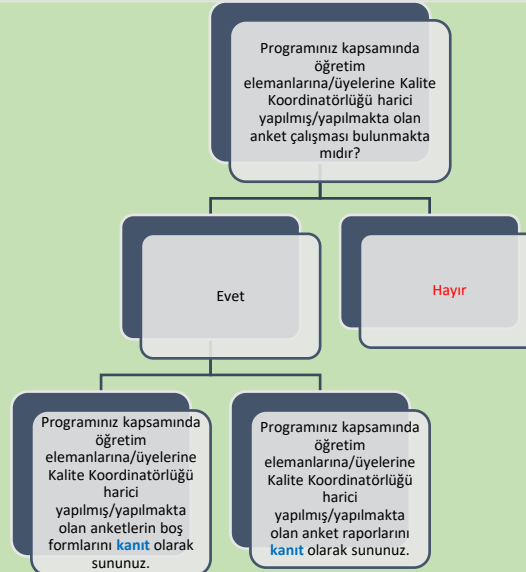 Programınız kapsamında
öğretim
elemanlarına/üyelerine Kalite
Koordinatörlüğü harici
yapılmış/yapılmakta olan
anket çalışması bulunmakta
mıdır?
Evet
Hayır
Programınız kapsamında
öğretim
elemanlarına/üyelerine
Kalite Koordinatörlüğü
harici
yapılmış/yapılmakta
olan anketlerin boş
formlarını kanıt olarak
sununuz.
Programınız kapsamında
öğretim
elemanlarına/üyelerine
Kalite Koordinatörlüğü
harici
yapılmış/yapılmakta
olan anket raporlarını
kanıt olarak sununuz.